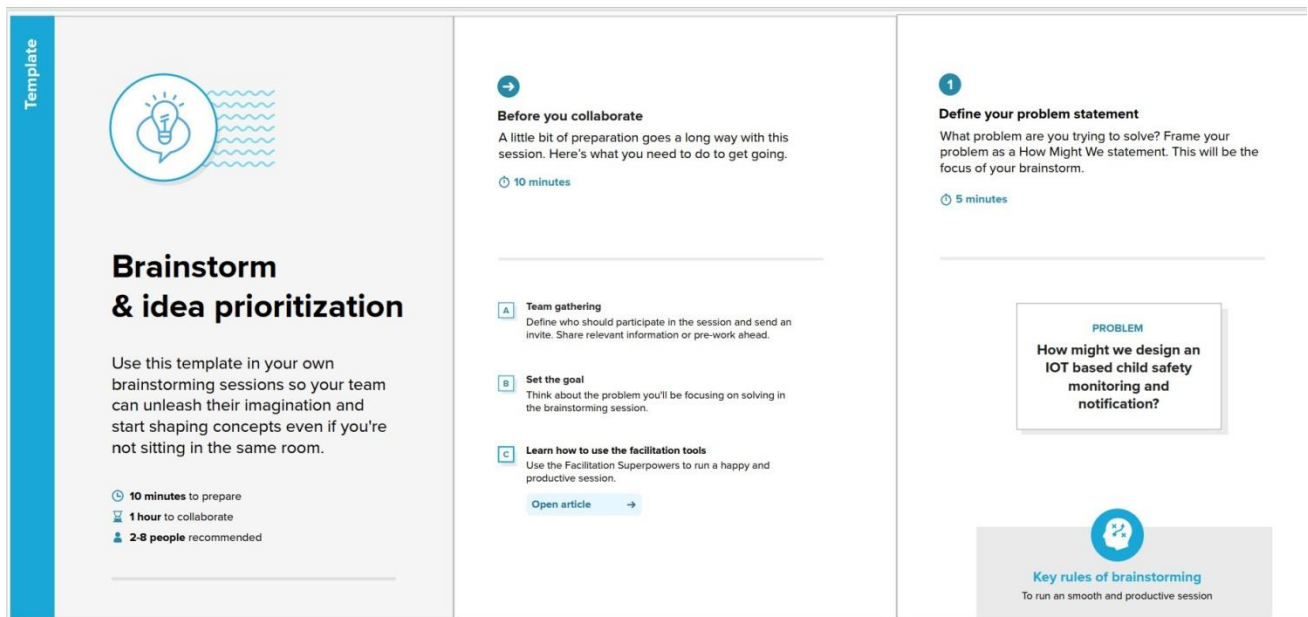 Template
Brainstorm
& idea prioritization
Use this template in your own
brainstorming sessions so your team
can unleash their imagination and
start shaping concepts even if you're
not sitting in the same room.
10 minutes to prepare
1 hour to collaborate
2-8 people recommended
Before you collaborate
A little bit of preparation goes a long way with this
session. Here's what you need to do to get going.
10 minutes
A
Team gathering
Define who should participate in the session and send an
invite. Share relevant information or pre-work ahead.
B
Set the goal
Think about the problem you'll be focusing on solving in
the brainstorming session.
C
Learn how to use the facilitation tools
Use the Facilitation Superpowers to run a happy and
productive session.
Open article
1
Define your problem statement
What problem are you trying to solve? Frame your
problem as a How Might We statement. This will be the
focus of your brainstorm.
5 minutes
PROBLEM
How might we design an
IOT based child safety
monitoring and
notification?
Key rules of brainstorming
To run an smooth and productive session